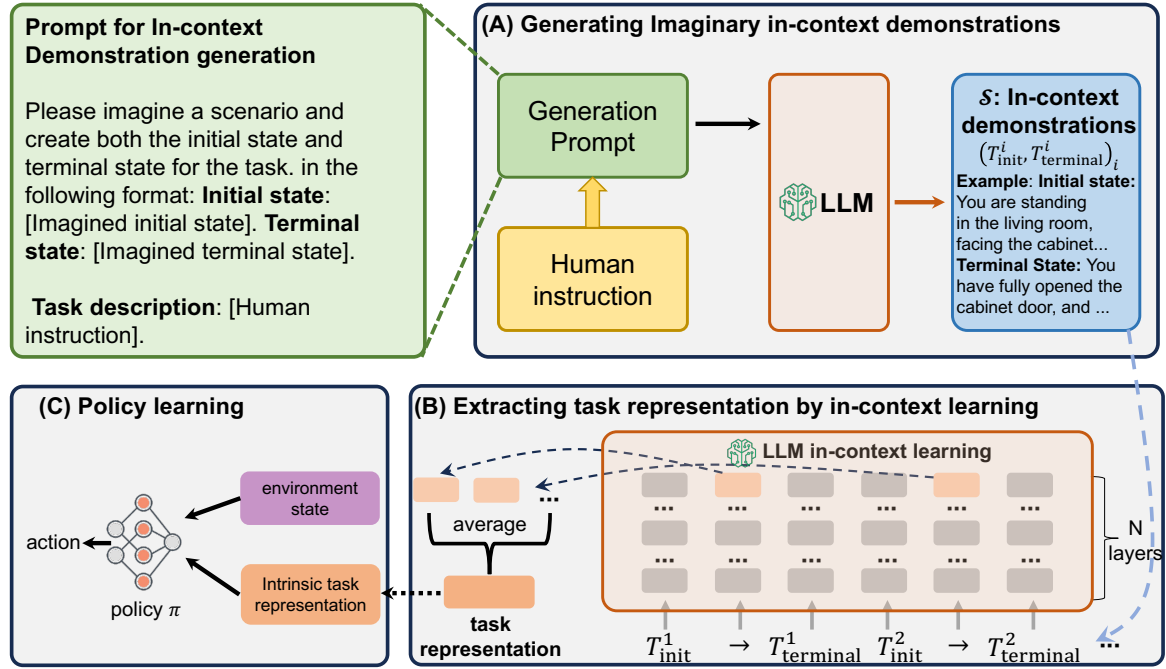 Prompt for In-context
Demonstration generation
Please imagine a scenario and
create both the initial state and
terminal state for the task. in the
following format: Initial state:
[Imagined initial state]. Terminal
state: [Imagined terminal state].
Task description: [Human
instruction].
(A) Generating Imaginary in-context demonstrations
Generation
Prompt
Human
instruction
LLM
𝒮: In-context
demonstrations
(T^i_init, T^i_terminal)_i
Example: Initial state:
You are standing
in the living room,
facing the cabinet...
Terminal State: You
have fully opened the
cabinet door, and ...
(C) Policy learning
environment
state
action
Intrinsic task
representation
policy π
(B) Extracting task representation by in-context learning
LLM in-context learning
...
average
task
representation
... ... ... ... ... ...
... ... ... ... ... ...
N
layers
T^1_init → T^1_terminal T^2_init → T^2_terminal ...